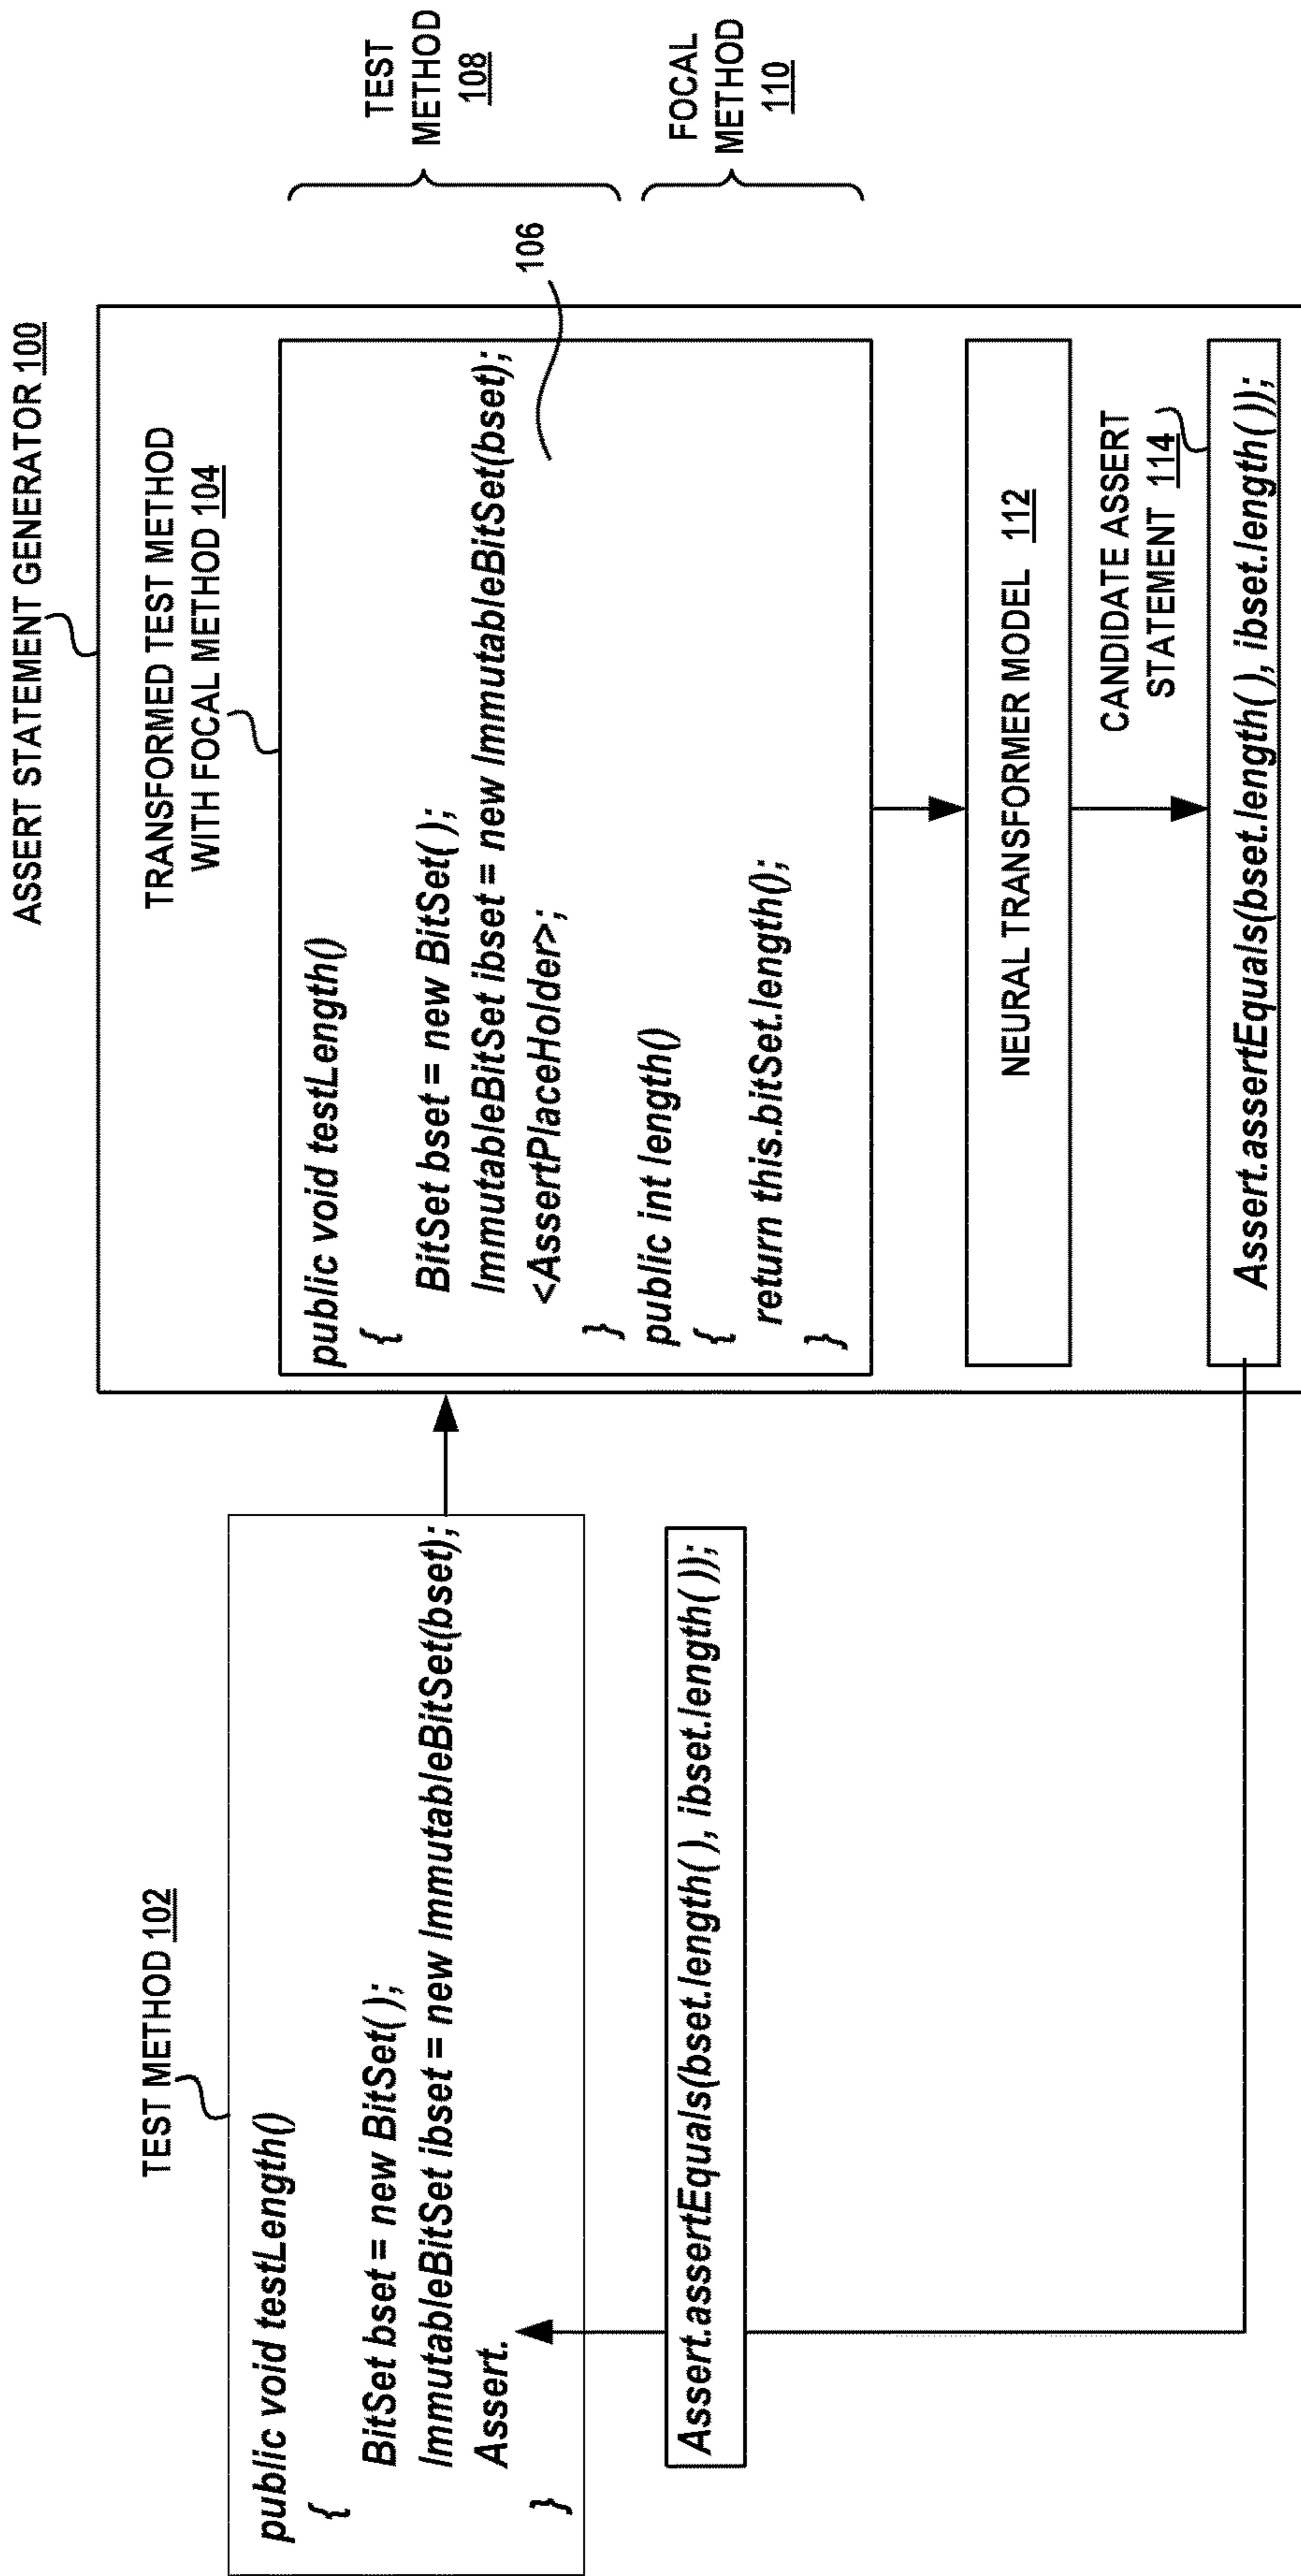 TEST METHOD 102
public void testLength()
{
BitSet bset = new BitSet( );
ImmutableBitSet ibset = new ImmutableBitSet(bset);
Assert.
}
Assert.assertEquals(bset.length( ), ibset.length( ));
ASSERT STATEMENT GENERATOR 100
TRANSFORMED TEST METHOD
WITH FOCAL METHOD 104
public void testLength()
{
BitSet bset = new BitSet( );
ImmutableBitSet ibset = new ImmutableBitSet(bset);
<AssertPlaceHolder>;
}
public int length()
{
return this.bitSet.length();
}
106
TEST
METHOD
108
FOCAL
METHOD
110
NEURAL TRANSFORMER MODEL 112
CANDIDATE ASSERT
STATEMENT 114
Assert.assertEquals(bset.length( ), ibset.length( ));